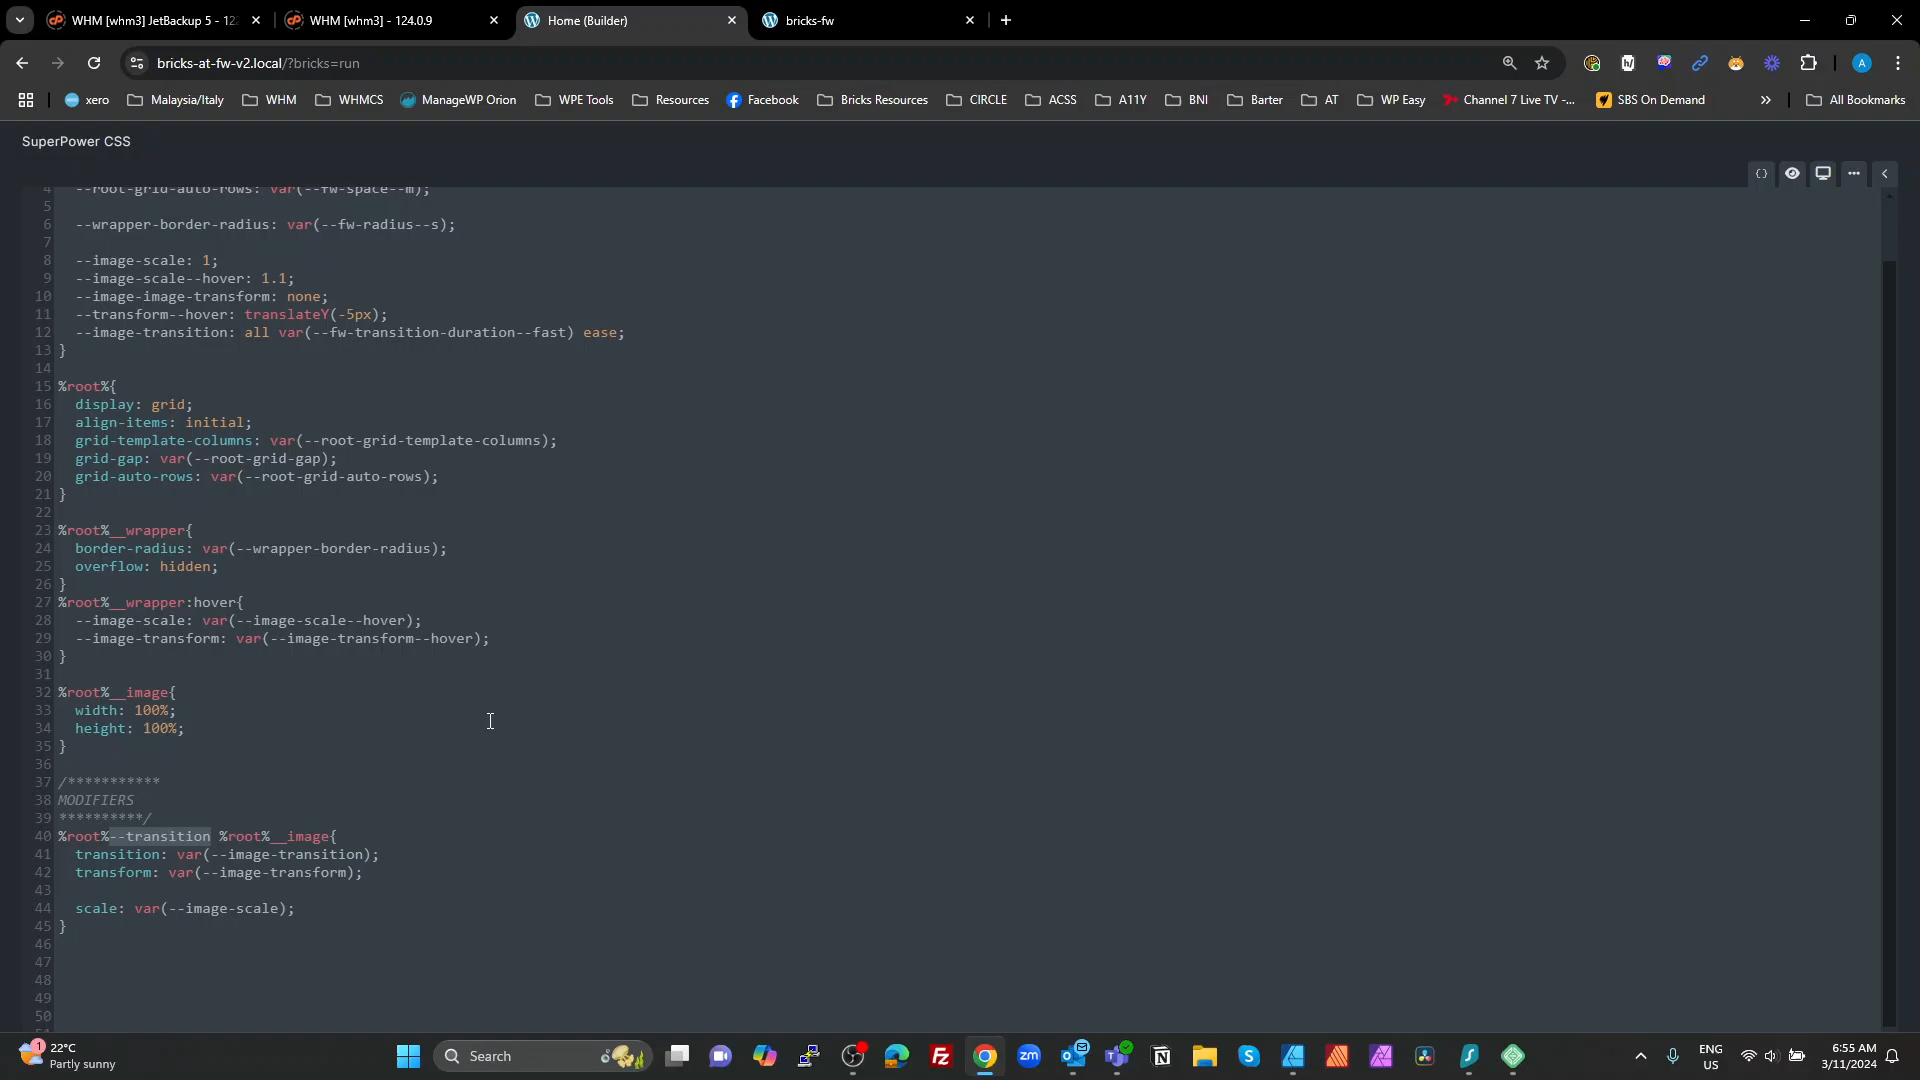 WHM [whm3] JetBackup 5 - 12
WHM [whm3] - 124.0.9
Home (Builder)
bricks-fw
bricks-at-fw-v2.local/?bricks=run
xero
Malaysia/Italy
WHM
WHMCS
ManageWP Orion
WPE Tools
Resources
Facebook
Bricks Resources
CIRCLE
ACSS
A11Y
BNI
Barter
AT
WP Easy
Channel 7 Live TV -...
SBS On Demand
All Bookmarks
SuperPower CSS
4 --root-grid-auto-rows: var(--fw-space--m);
5
6 --wrapper-border-radius: var(--fw-radius--s);
7
8 --image-scale: 1;
9 --image-scale--hover: 1.1;
10 --image-image-transform: none;
11 --transform--hover: translateY(-5px);
12 --image-transition: all var(--fw-transition-duration--fast) ease;
13 }
14
15 %root%{
16 display: grid;
17 align-items: initial;
18 grid-template-columns: var(--root-grid-template-columns);
19 grid-gap: var(--root-grid-gap);
20 grid-auto-rows: var(--root-grid-auto-rows);
21 }
22
23 %root%__wrapper{
24 border-radius: var(--wrapper-border-radius);
25 overflow: hidden;
26 }
27 %root%__wrapper:hover{
28 --image-scale: var(--image-scale--hover);
29 --image-transform: var(--image-transform--hover);
30 }
31
32 %root%__image{
33 width: 100%;
34 height: 100%;
35 }
36
37 /***********
38 MODIFIERS
39 **********/
40 %root%--transition %root%__image{
41 transition: var(--image-transition);
42 transform: var(--image-transform);
43
44 scale: var(--image-scale);
45 }
46
47
48
49
50
1
22°C
Partly sunny
Search
ENG
US
6:55 AM
3/11/2024